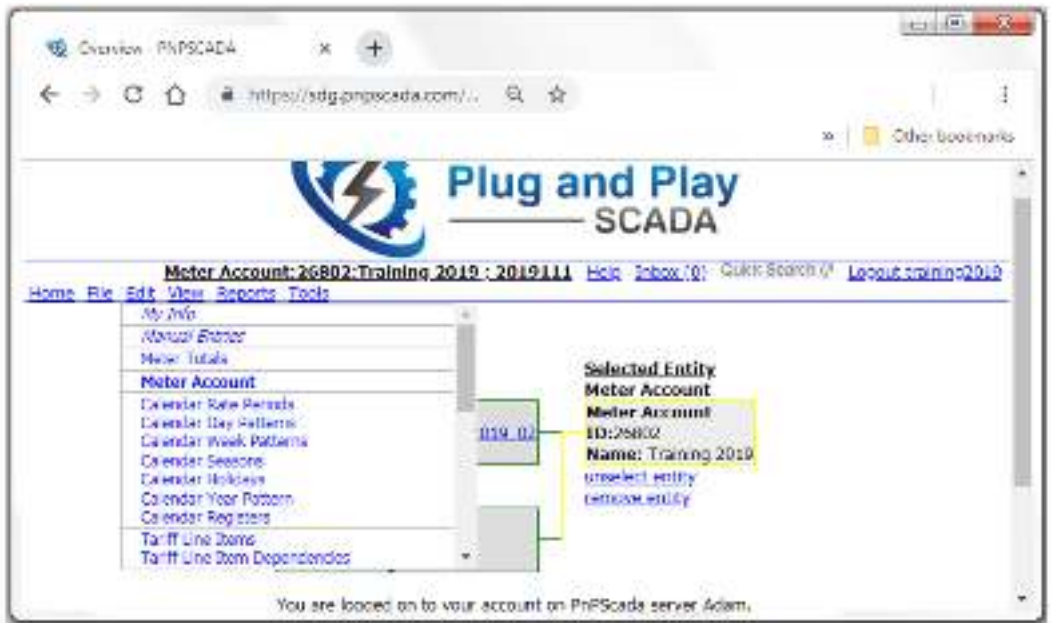 Overview - PNPSCADA
https://sdg.pnpscada.com/...
» Other bookmarks
Plug and Play
SCADA
Meter Account: 26802:Training 2019 : 2019111 Help Inbox (0) Quick Search Logout training2019
Home File Edit View Reports Tools
My Info
Manual Entries
Meter Totals
Meter Account
Calendar Rate Periods
Calendar Day Patterns
Calendar Week Patterns
Calendar Seasons
Calendar Holidays
Calendar Year Pattern
Calendar Registers
Tariff Line Items
Tariff Line Item Dependencies
019_02
Selected Entity
Meter Account
Meter Account
ID:26802
Name: Training 2019
unselect entity
remove entity
You are logged on to your account on PnPScada server Adam.